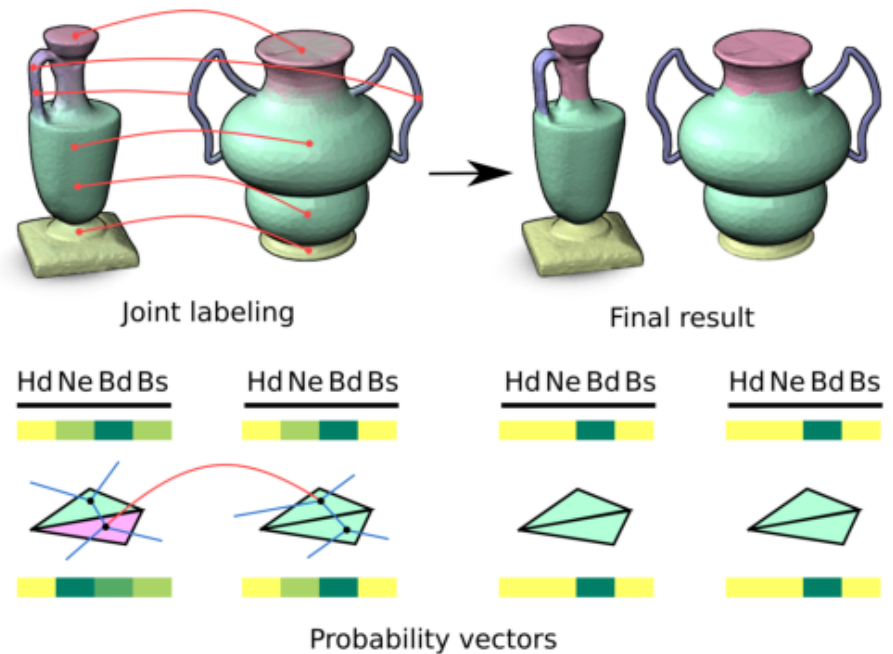 Joint labeling
Final result
Hd Ne Bd Bs
Hd Ne Bd Bs
Hd Ne Bd Bs
Hd Ne Bd Bs
Probability vectors